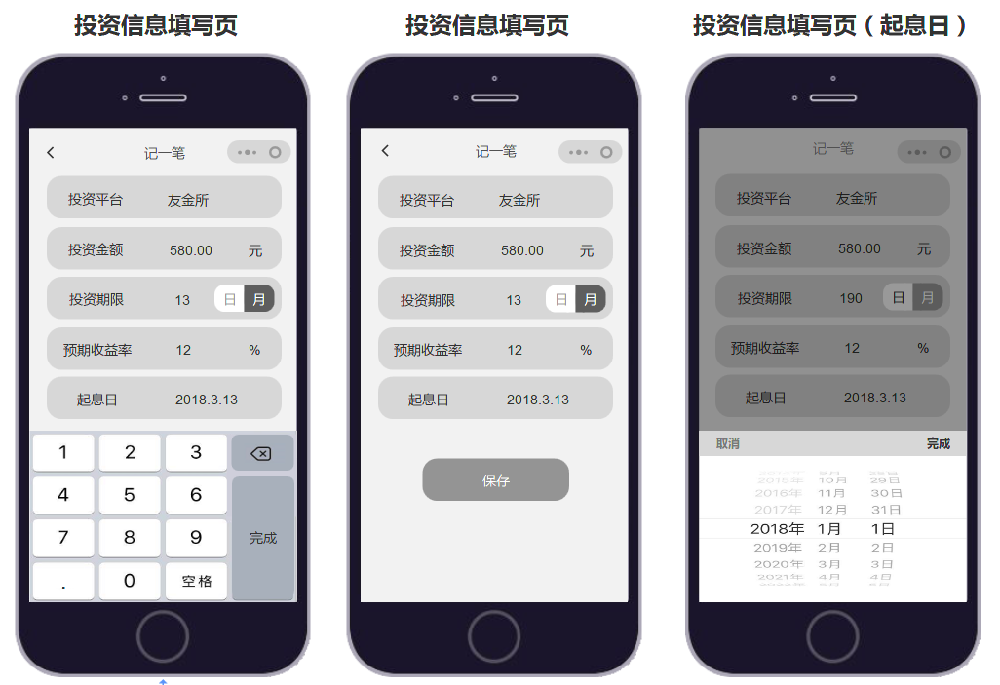 投资信息填写页
记一笔
投资平台 友金所
投资金额 580.00 元
投资期限 13 日 月
预期收益率 12 %
起息日 2018.3.13
1 2 3
4 5 6
7 8 9 完成
. 0 空格
投资信息填写页
记一笔
投资平台 友金所
投资金额 580.00 元
投资期限 13 日 月
预期收益率 12 %
起息日 2018.3.13
保存
投资信息填写页（起息日）
记一笔
投资平台 友金所
投资金额 580.00 元
投资期限 190 日 月
预期收益率 12 %
起息日 2018.3.13
取消 完成
2015年 10月 29日
2016年 11月 30日
2017年 12月 31日
2018年 1月 1日
2019年 2月 2日
2020年 3月 3日
2021年 4月 4日